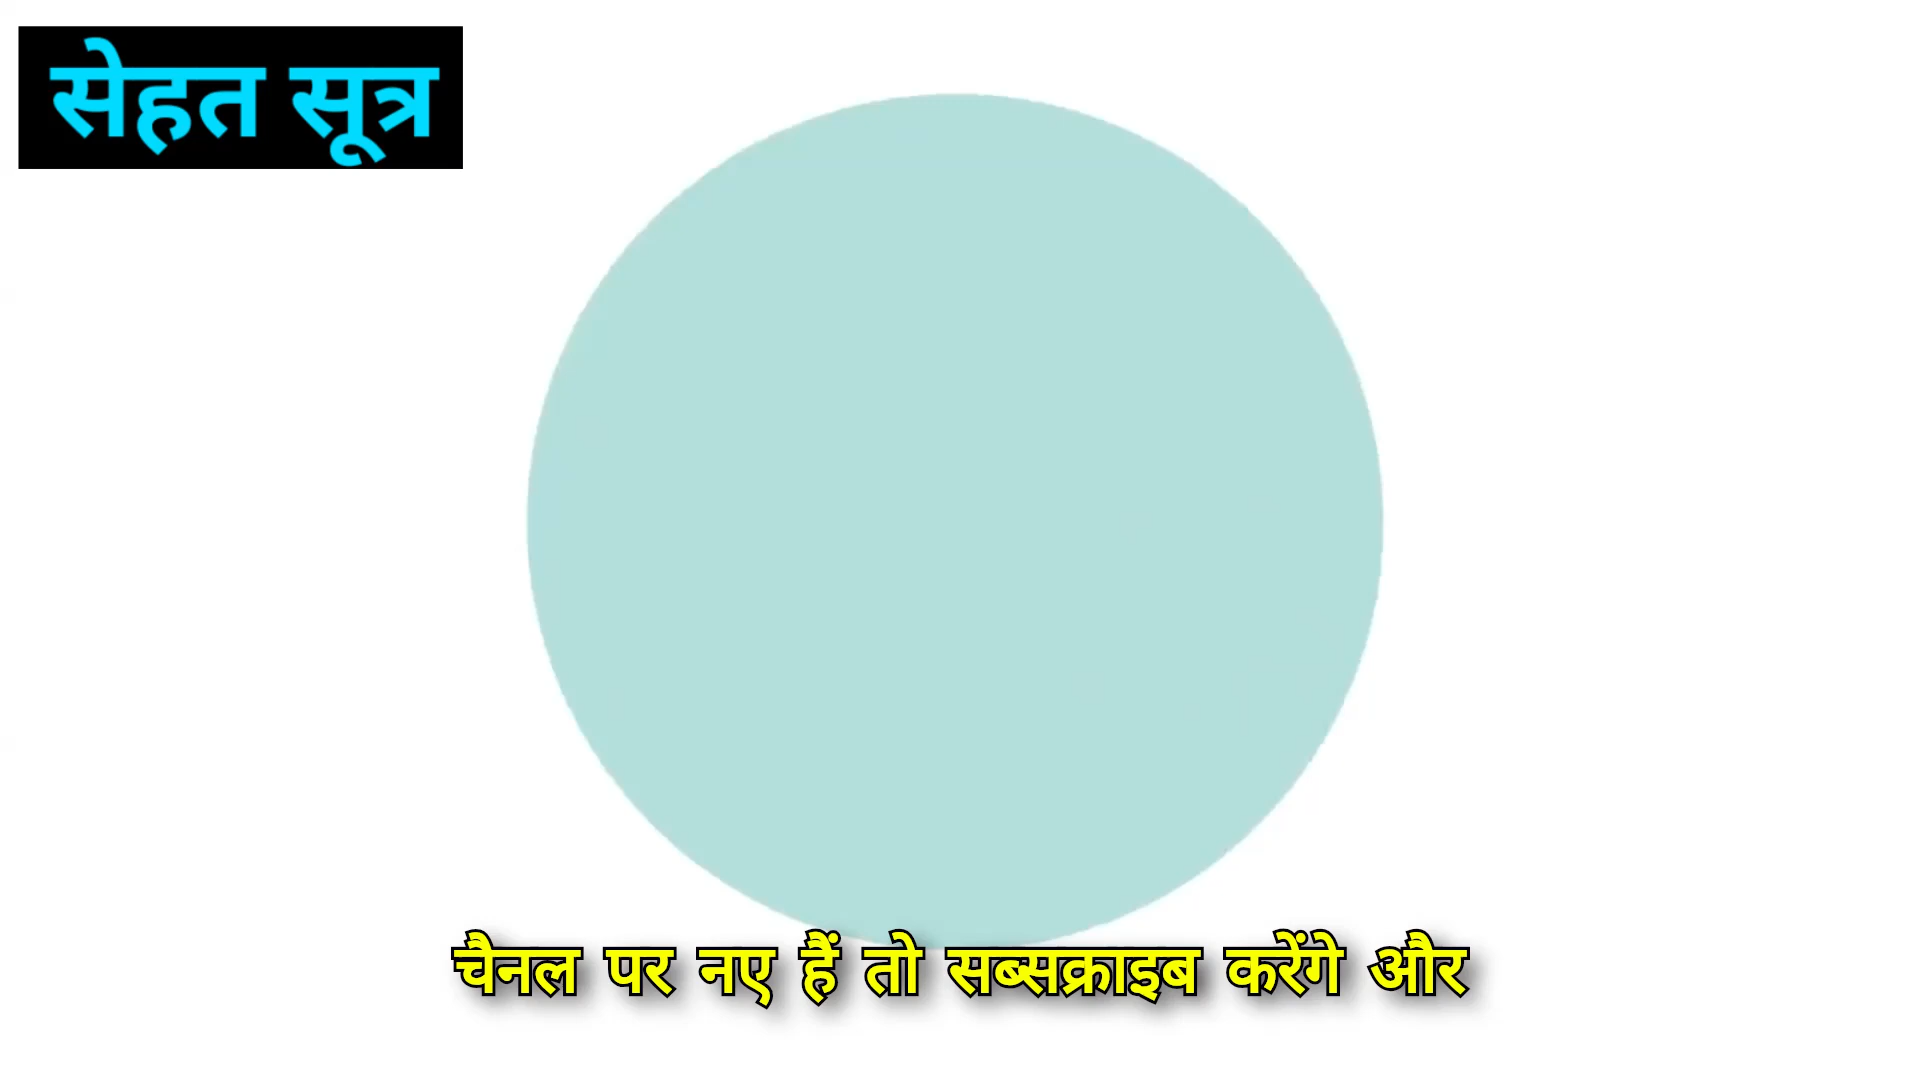 सेहत सूत्र
चैनल पर नए हैं तो सब्सक्राइब करेंगे और